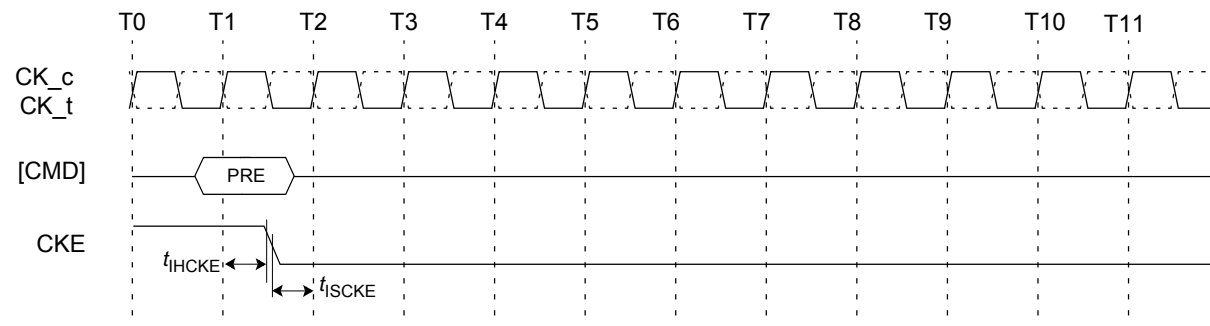 T0 T1 T2 T3 T4 T5 T6 T7 T8 T9 T10 T11
CK_c
CK_t
[CMD] PRE
CKE
tIHCKE
tISCKE